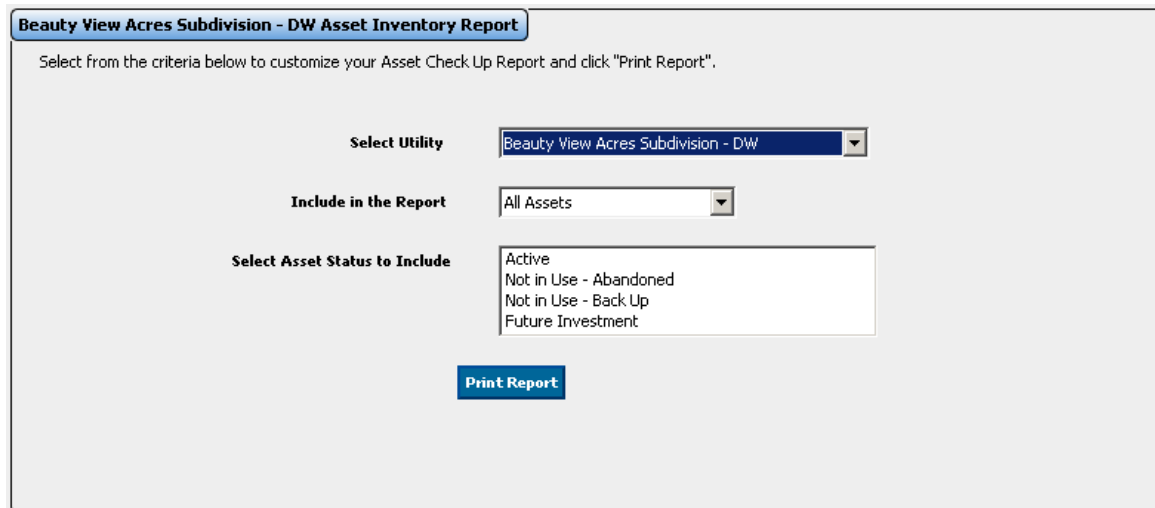 Beauty View Acres Subdivision - DW Asset Inventory Report
Select from the criteria below to customize your Asset Check Up Report and click "Print Report".
Select Utility Beauty View Acres Subdivision - DW
Include in the Report All Assets
Select Asset Status to Include Active
Not in Use - Abandoned
Not in Use - Back Up
Future Investment
Print Report